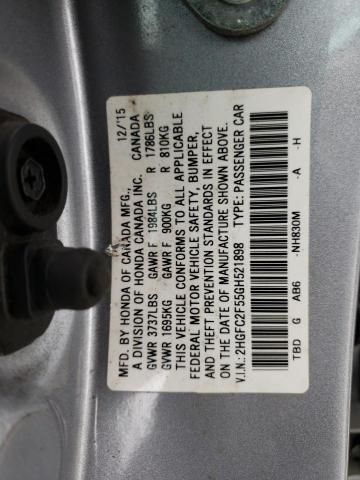 MFD. BY HONDA OF CANADA MFG., 12/'15
A DIVISION OF HONDA CANADA INC. CANADA
GVWR 3737LBS GAWR F 1984LBS R 1786LBS
GVWR 1695KG GAWR F 900KG R 810KG
THIS VEHICLE CONFORMS TO ALL APPLICABLE
FEDERAL MOTOR VEHICLE SAFETY, BUMPER,
AND THEFT PREVENTION STANDARDS IN EFFECT
ON THE DATE OF MANUFACTURE SHOWN ABOVE.
V.I.N.: 2HGFC2F55GH521898 TYPE: PASSENGER CAR
TBD G AB6 -NH830M -A -H